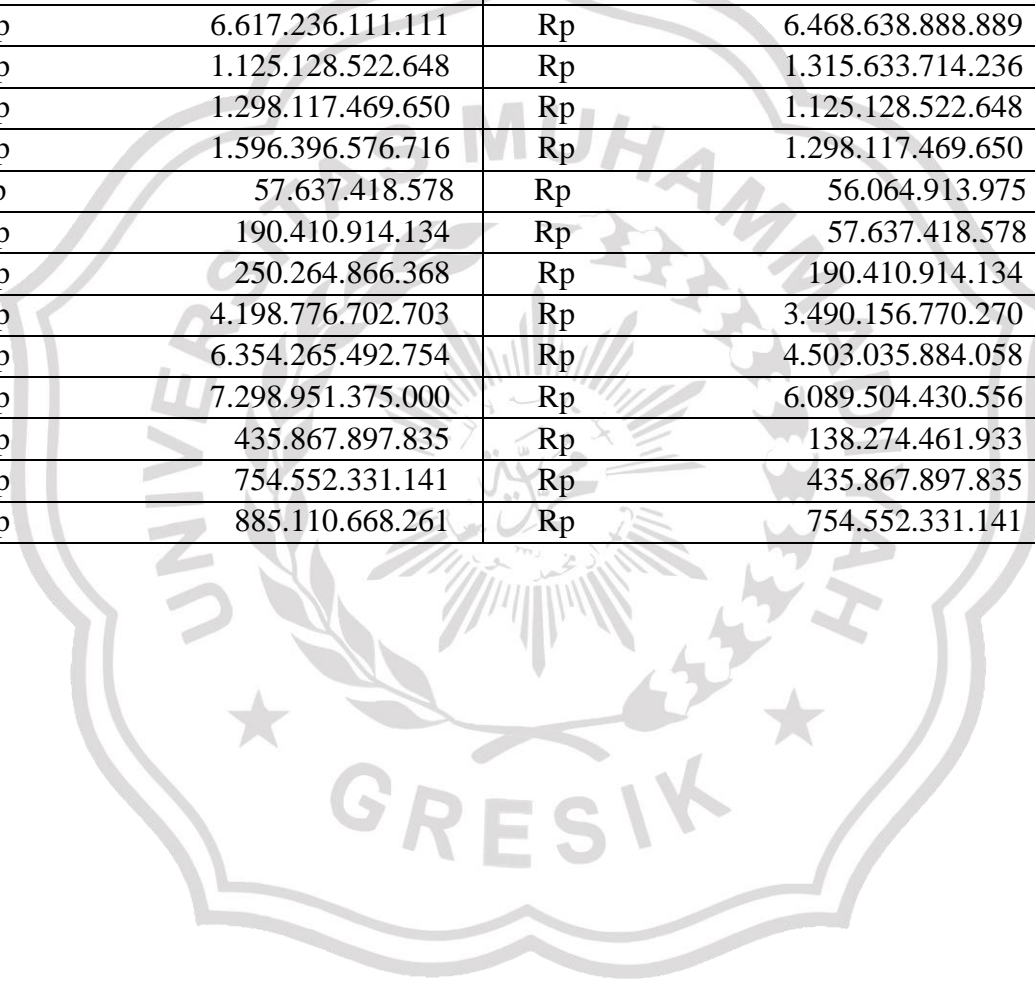 p 6.617.236.111.111 Rp 6.468.638.888.889
p 1.125.128.522.648 Rp 1.315.633.714.236
p 1.298.117.469.650 Rp 1.125.128.522.648
p 1.596.396.576.716 Rp 1.298.117.469.650
p 57.637.418.578 Rp 56.064.913.975
p 190.410.914.134 Rp 57.637.418.578
p 250.264.866.368 Rp 190.410.914.134
p 4.198.776.702.703 Rp 3.490.156.770.270
p 6.354.265.492.754 Rp 4.503.035.884.058
p 7.298.951.375.000 Rp 6.089.504.430.556
p 435.867.897.835 Rp 138.274.461.933
p 754.552.331.141 Rp 435.867.897.835
p 885.110.668.261 Rp 754.552.331.141
UNIVERSITAS MUHAMMADIYAH
GRESIK